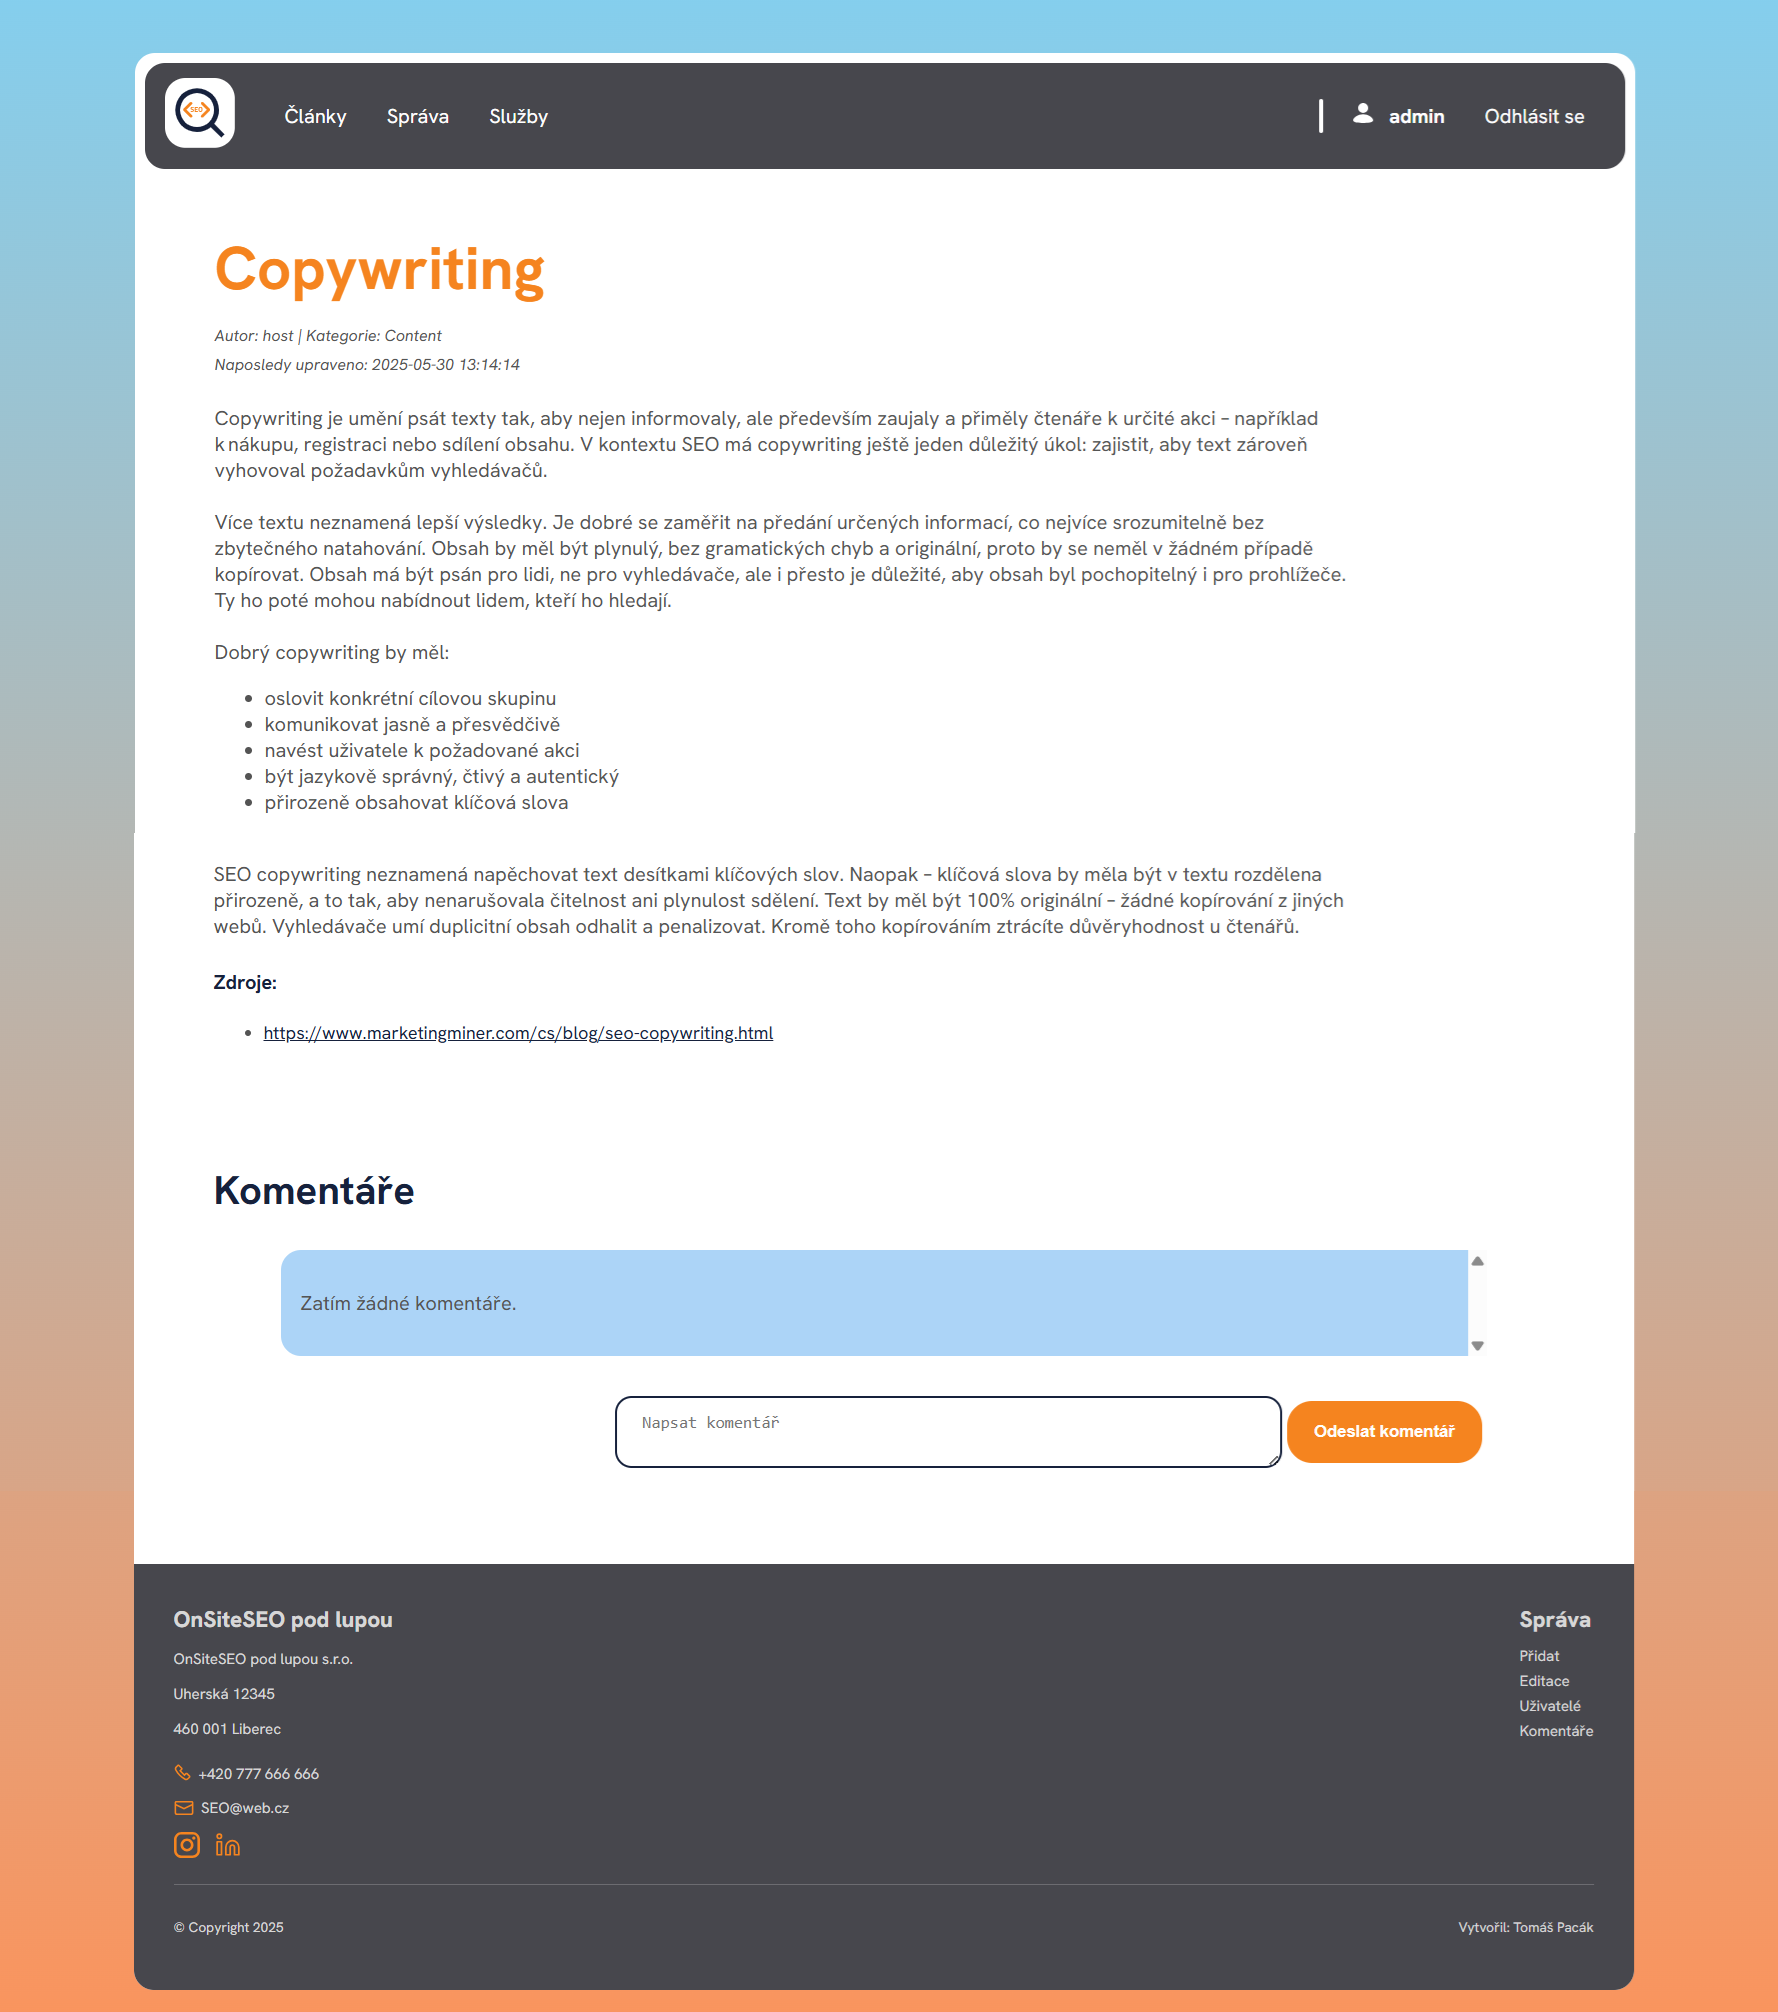 <SEO>
Články Správa Služby admin Odhlásit se
Copywriting
Autor: host | Kategorie: Content
Naposledy upraveno: 2025-05-30 13:14:14
Copywriting je umění psát texty tak, aby nejen informovaly, ale především zaujaly a přiměly čtenáře k určité akci – například
k nákupu, registraci nebo sdílení obsahu. V kontextu SEO má copywriting ještě jeden důležitý úkol: zajistit, aby text zároveň
vyhovoval požadavkům vyhledávačů.
Více textu neznamená lepší výsledky. Je dobré se zaměřit na předání určených informací, co nejvíce srozumitelně bez
zbytečného natahování. Obsah by měl být plynulý, bez gramatických chyb a originální, proto by se neměl v žádném případě
kopírovat. Obsah má být psán pro lidi, ne pro vyhledávače, ale i přesto je důležité, aby obsah byl pochopitelný i pro prohlížeče.
Ty ho poté mohou nabídnout lidem, kteří ho hledají.
Dobrý copywriting by měl:
• oslovit konkrétní cílovou skupinu
• komunikovat jasně a přesvědčivě
• navést uživatele k požadované akci
• být jazykově správný, čtivý a autentický
• přirozeně obsahovat klíčová slova
SEO copywriting neznamená napěchovat text desítkami klíčových slov. Naopak – klíčová slova by měla být v textu rozdělena
přirozeně, a to tak, aby nenarušovala čitelnost ani plynulost sdělení. Text by měl být 100% originální – žádné kopírování z jiných
webů. Vyhledávače umí duplicitní obsah odhalit a penalizovat. Kromě toho kopírováním ztrácíte důvěryhodnost u čtenářů.
Zdroje:
• https://www.marketingminer.com/cs/blog/seo-copywriting.html
Komentáře
Zatím žádné komentáře.
Napsat komentář
Odeslat komentář
OnSiteSEO pod lupou
OnSiteSEO pod lupou s.r.o.
Uherská 12345
460 001 Liberec
+420 777 666 666
SEO@web.cz
Správa
Přidat
Editace
Uživatelé
Komentáře
© Copyright 2025
Vytvořil: Tomáš Pacák